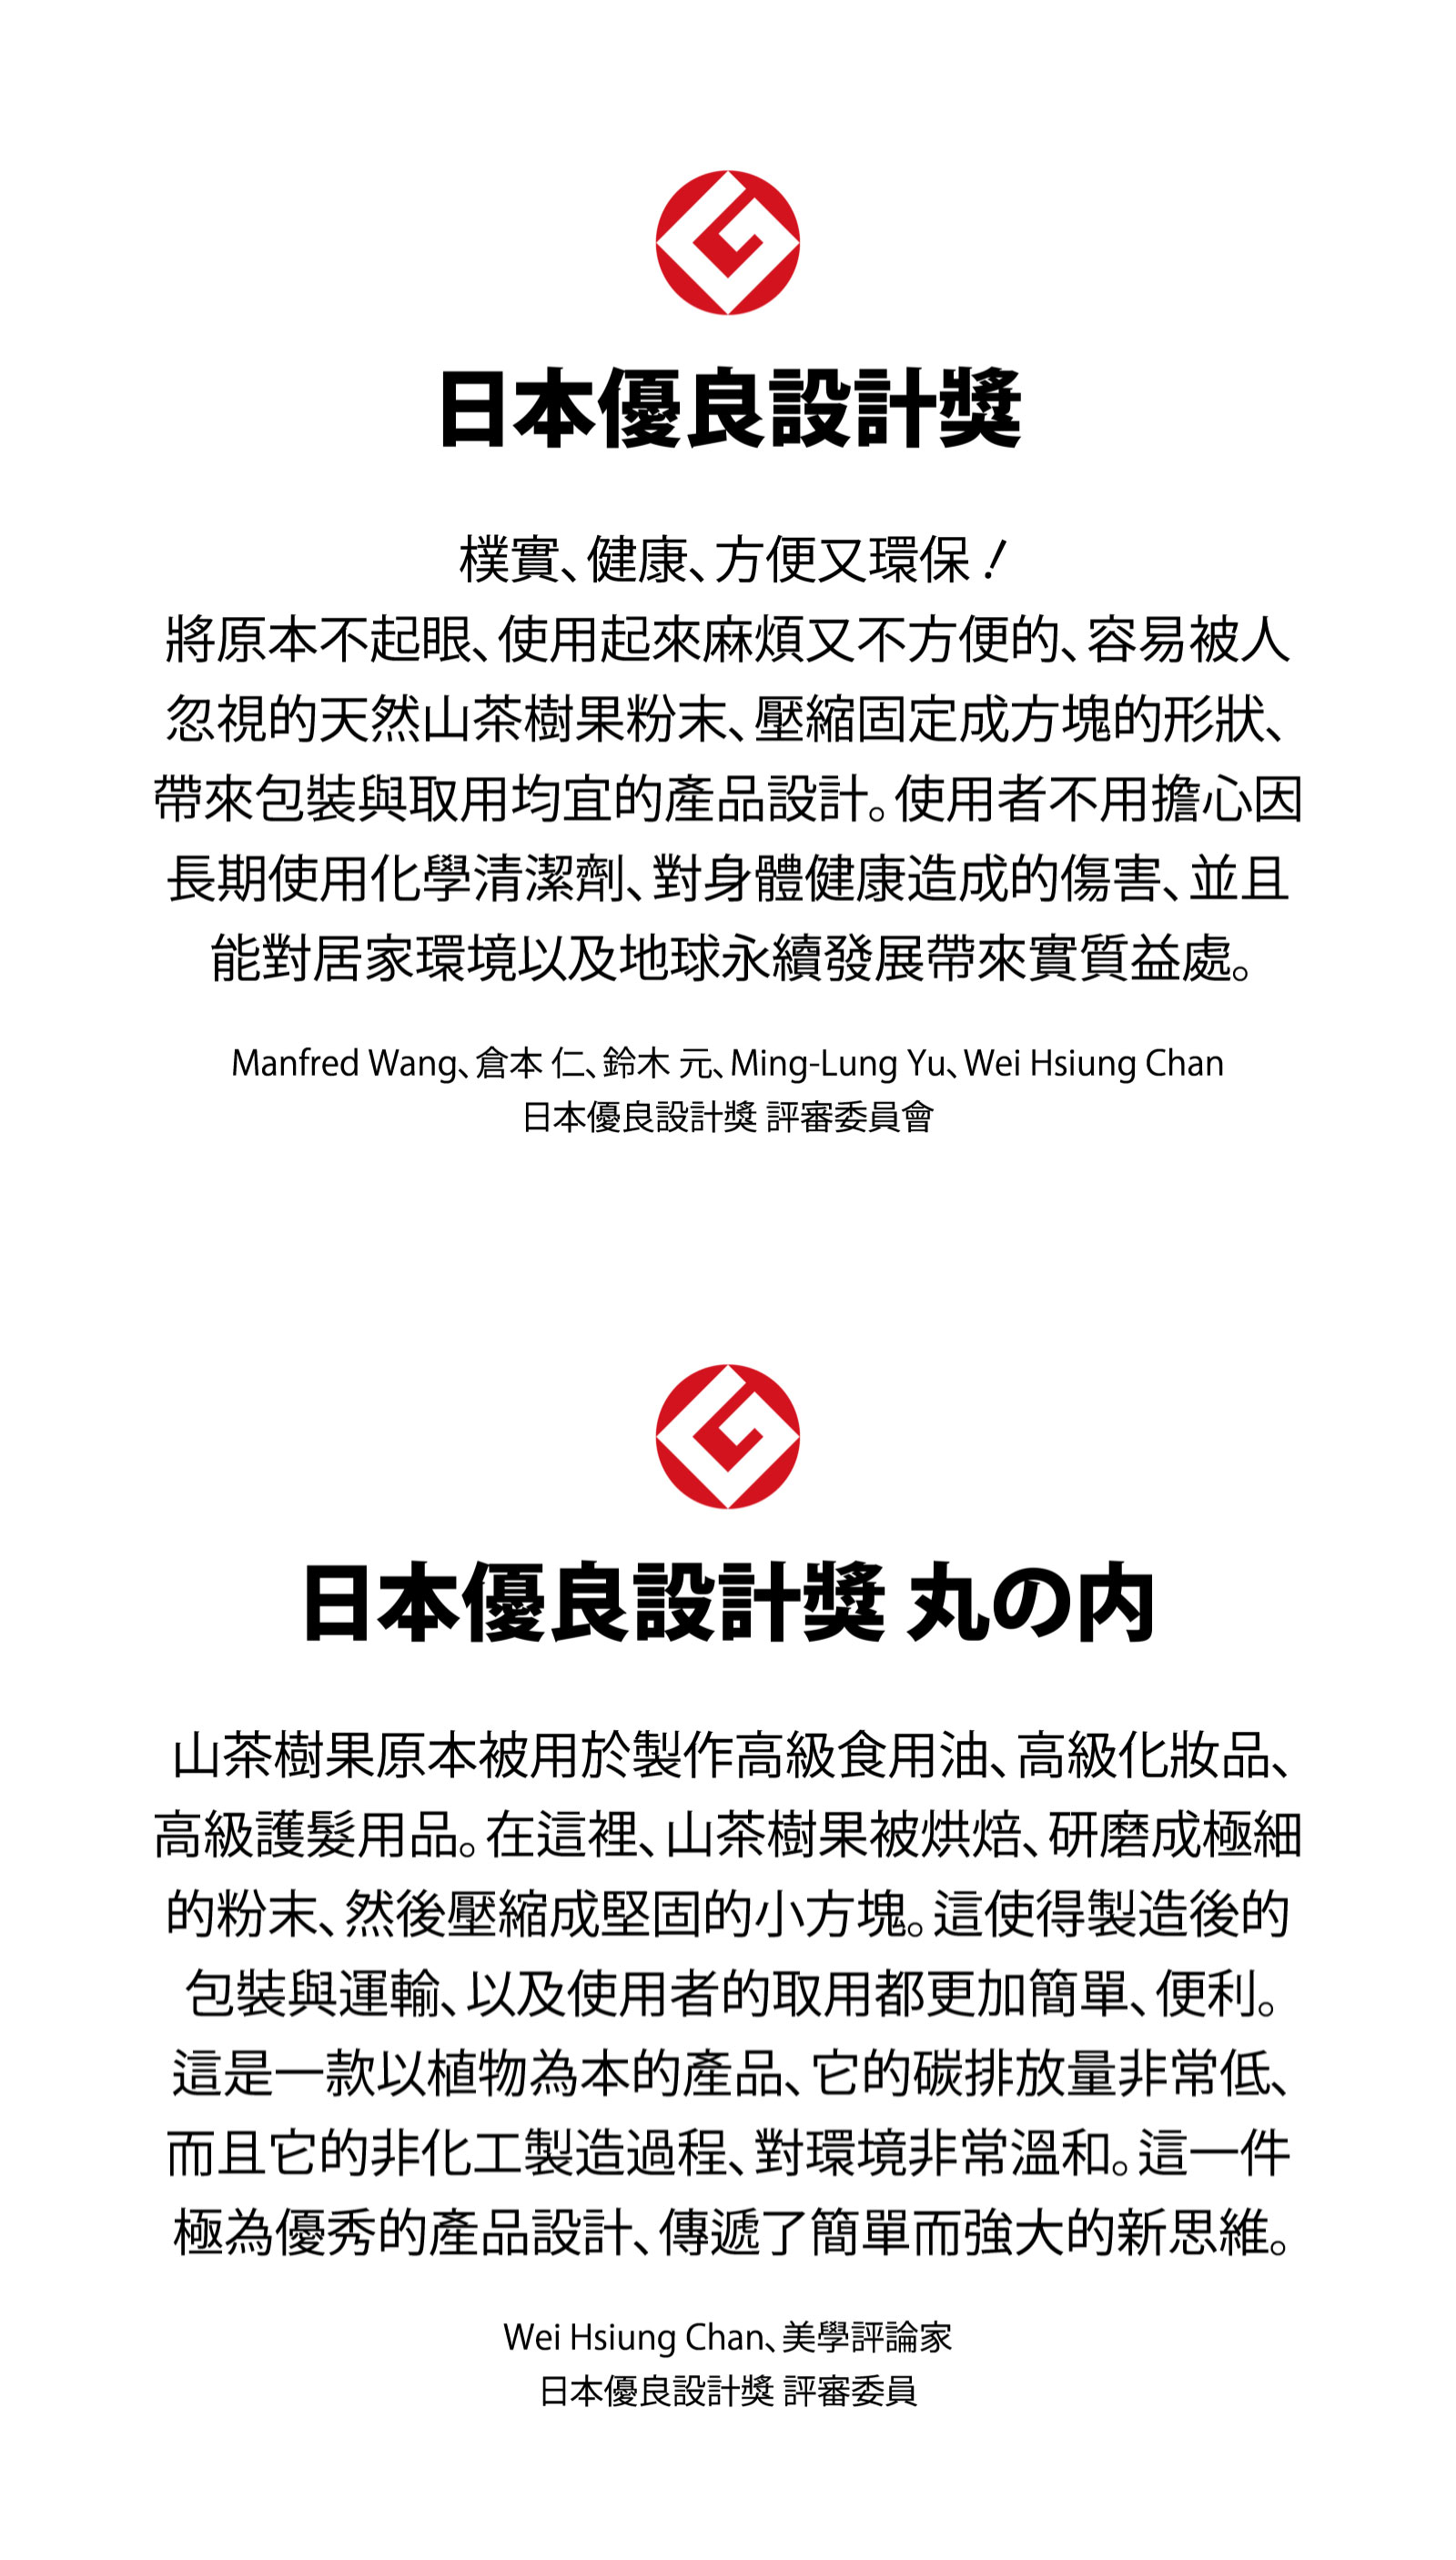 日本優良設計獎
樸實、健康、方便又環保！
將原本不起眼、使用起來麻煩又不方便的、容易被人
忽視的天然山茶樹果粉末、壓縮固定成方塊的形狀、
帶來包裝與取用均宜的產品設計。使用者不用擔心因
長期使用化學清潔劑、對身體健康造成的傷害、並且
能對居家環境以及地球永續發展帶來實質益處。
Manfred Wang、倉本 仁、鈴木 元、Ming-Lung Yu、Wei Hsiung Chan
日本優良設計獎 評審委員會
日本優良設計獎 丸の内
山茶樹果原本被用於製作高級食用油、高級化妝品、
高級護髮用品。在這裡、山茶樹果被烘焙、研磨成極細
的粉末、然後壓縮成堅固的小方塊。這使得製造後的
包裝與運輸、以及使用者的取用都更加簡單、便利。
這是一款以植物為本的產品、它的碳排放量非常低、
而且它的非化工製造過程、對環境非常溫和。這一件
極為優秀的產品設計、傳遞了簡單而強大的新思維。
Wei Hsiung Chan、美學評論家
日本優良設計獎 評審委員